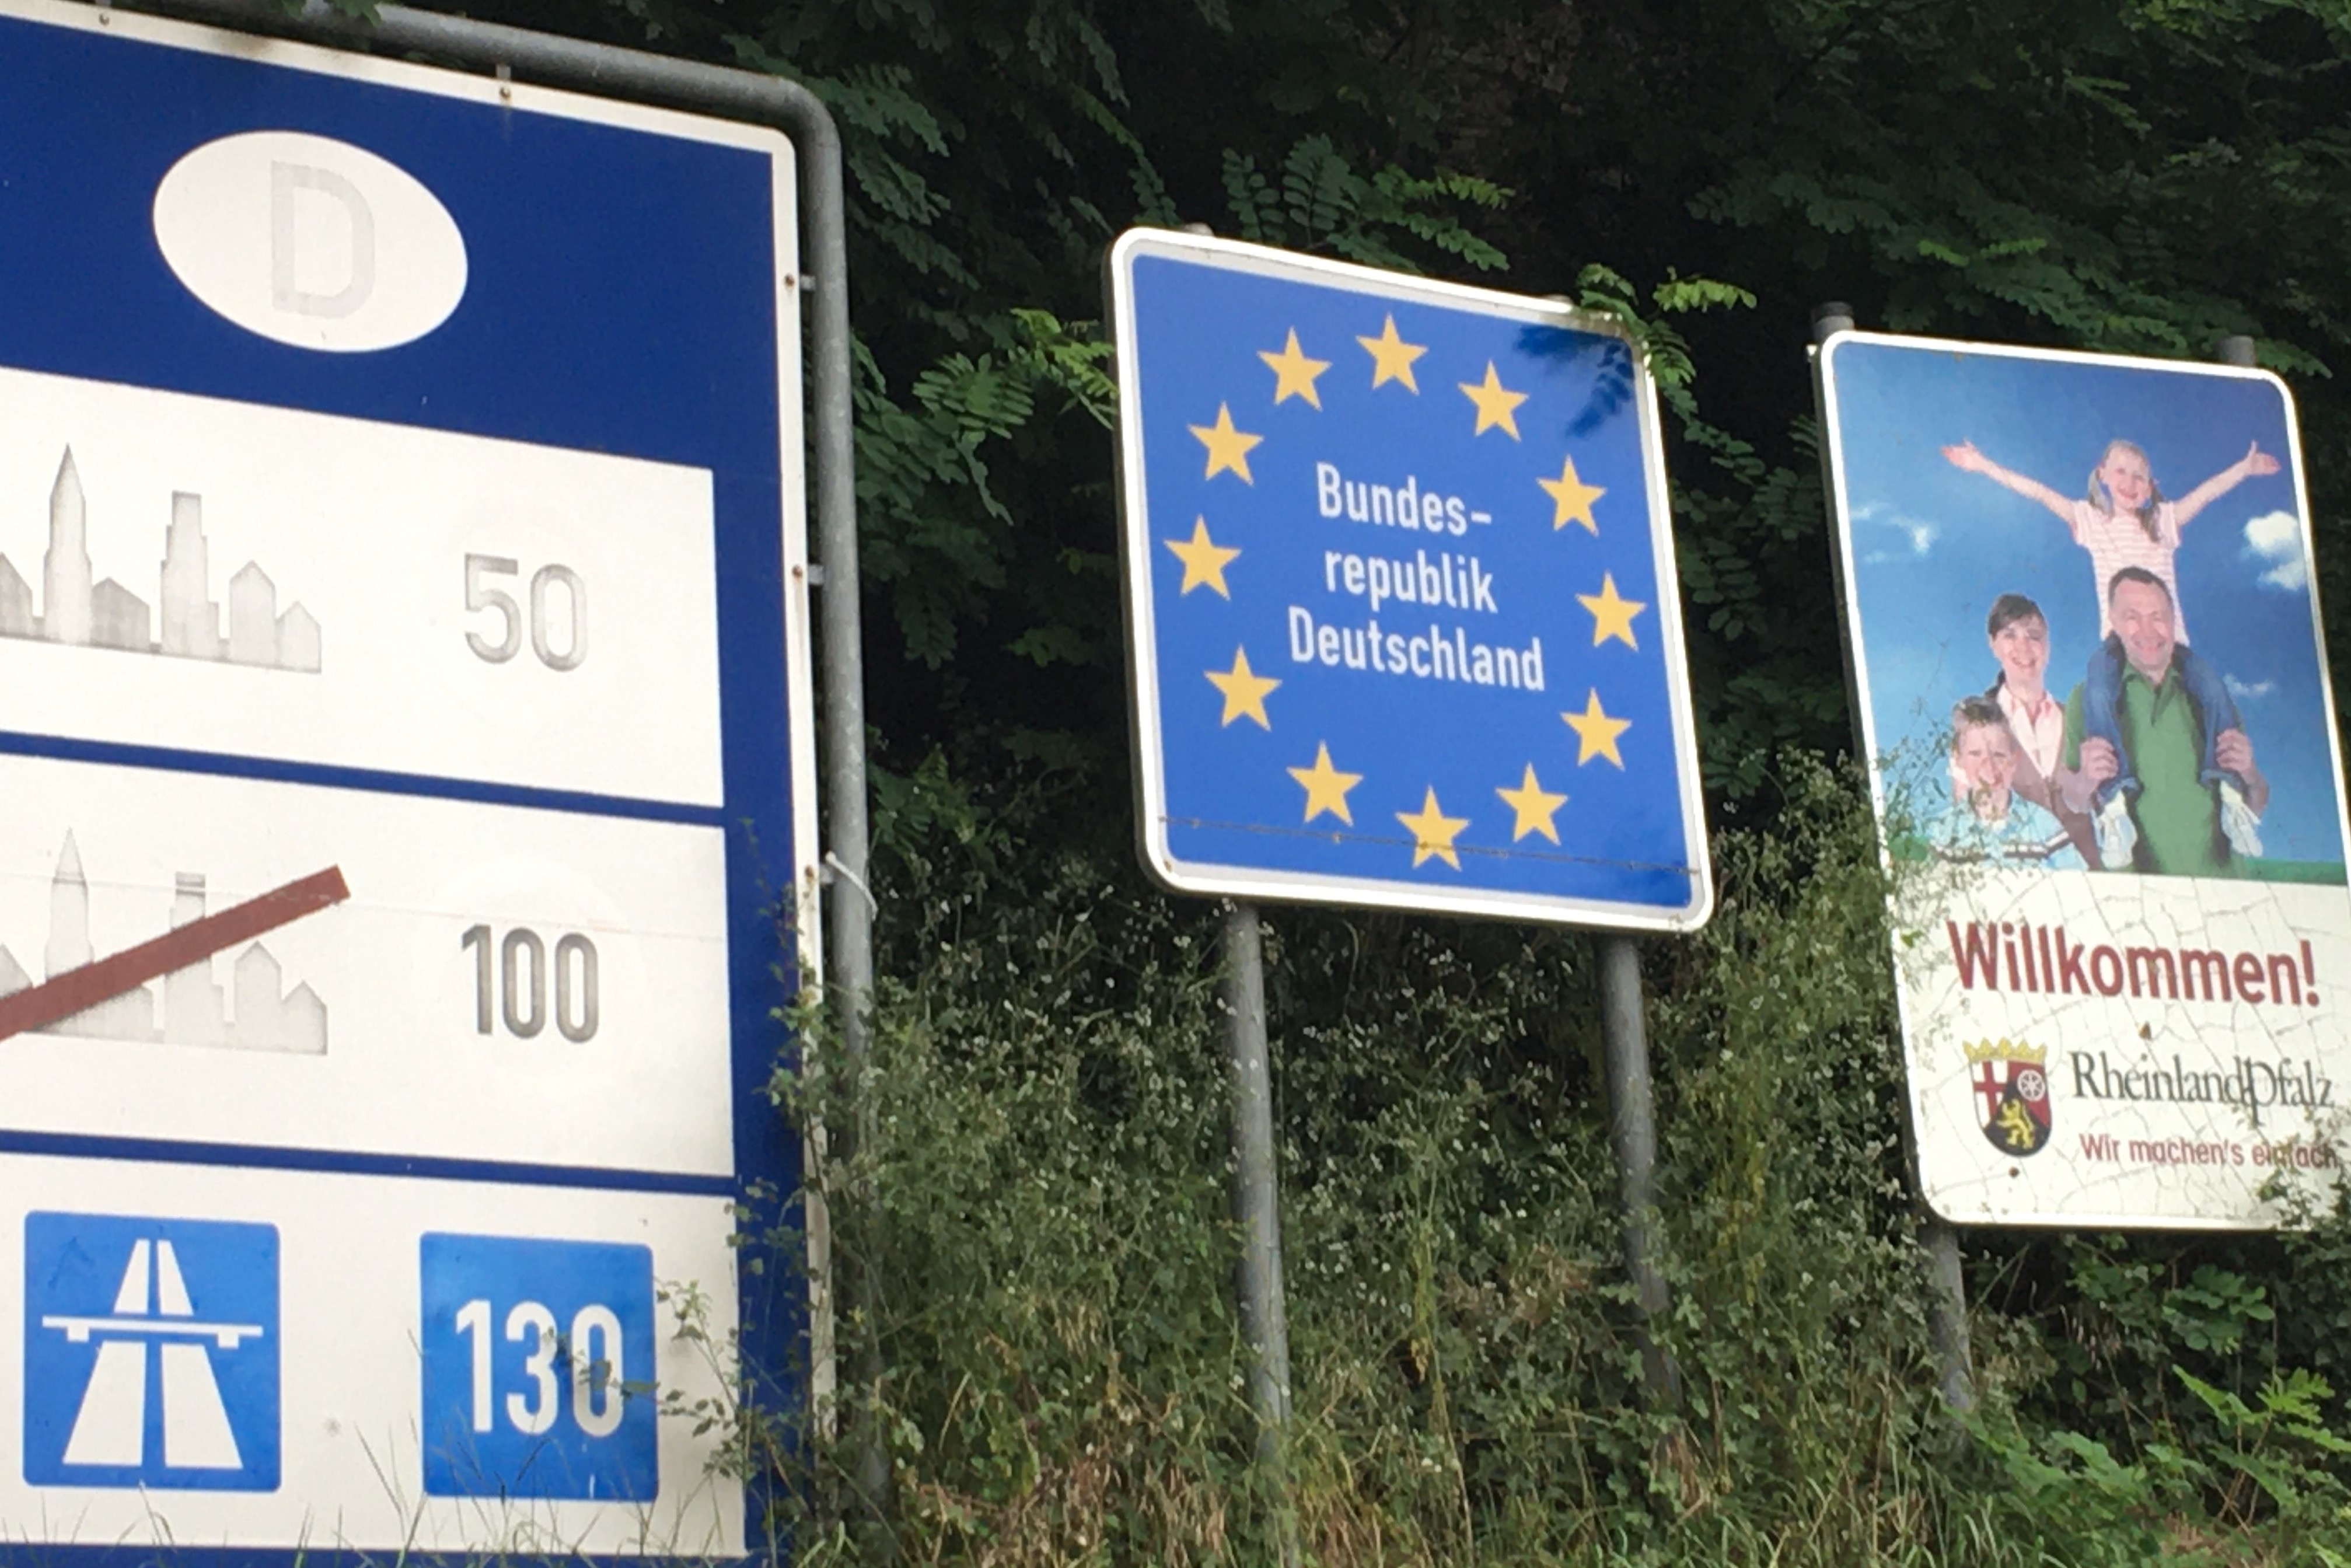 D
50
100
130
Bundes-
republik
Deutschland
Willkommen!
RheinlandPfalz
Wir machen's einfach.